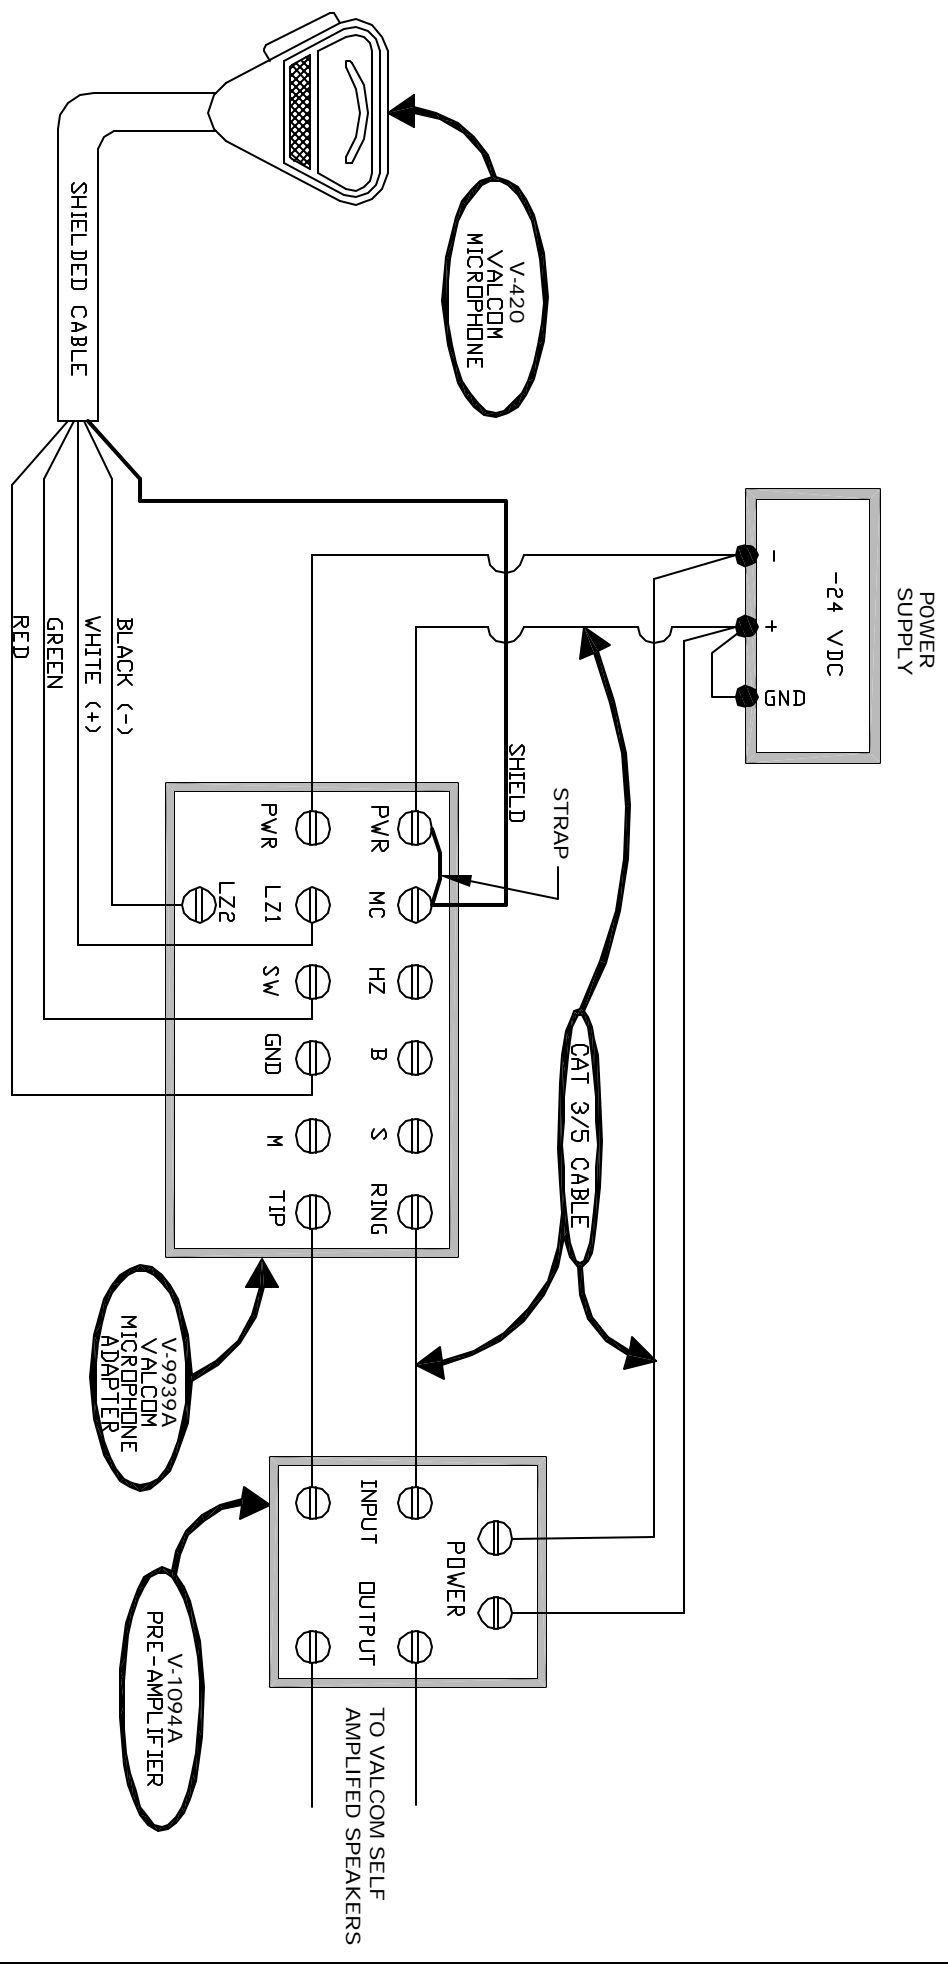 POWER
SUPPLY
-24 VDC
-
+
GND
V-420
VALCOM
MICROPHONE
SHIELDED CABLE
SHIELD
STRAP
CAT 3/5 CABLE
BLACK (-)
WHITE (+)
GREEN
RED
PWR
MC
HZ
B
S
RING
PWR
LZ1
SW
GND
M
TIP
LZ2
V-9939A
VALCOM
MICROPHONE
ADAPTER
POWER
INPUT
OUTPUT
V-1094A
PRE-AMPLIFIER
TO VALCOM SELF
AMPLIFED SPEAKERS